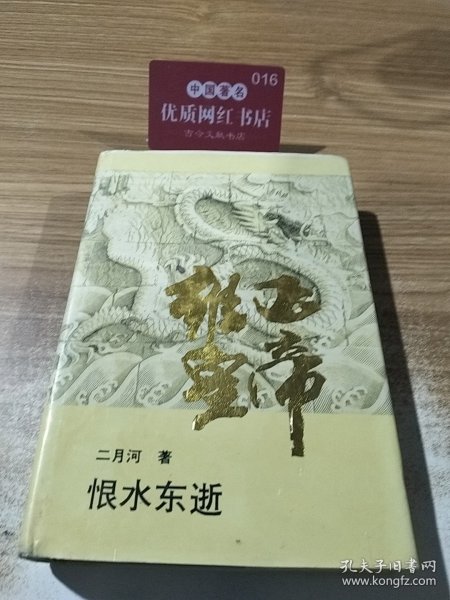 016
中国著名
优质网红书店
古今文献书店
雍正
皇帝
二月河 著
恨水东逝
孔夫子旧书网
www.kongfz.com